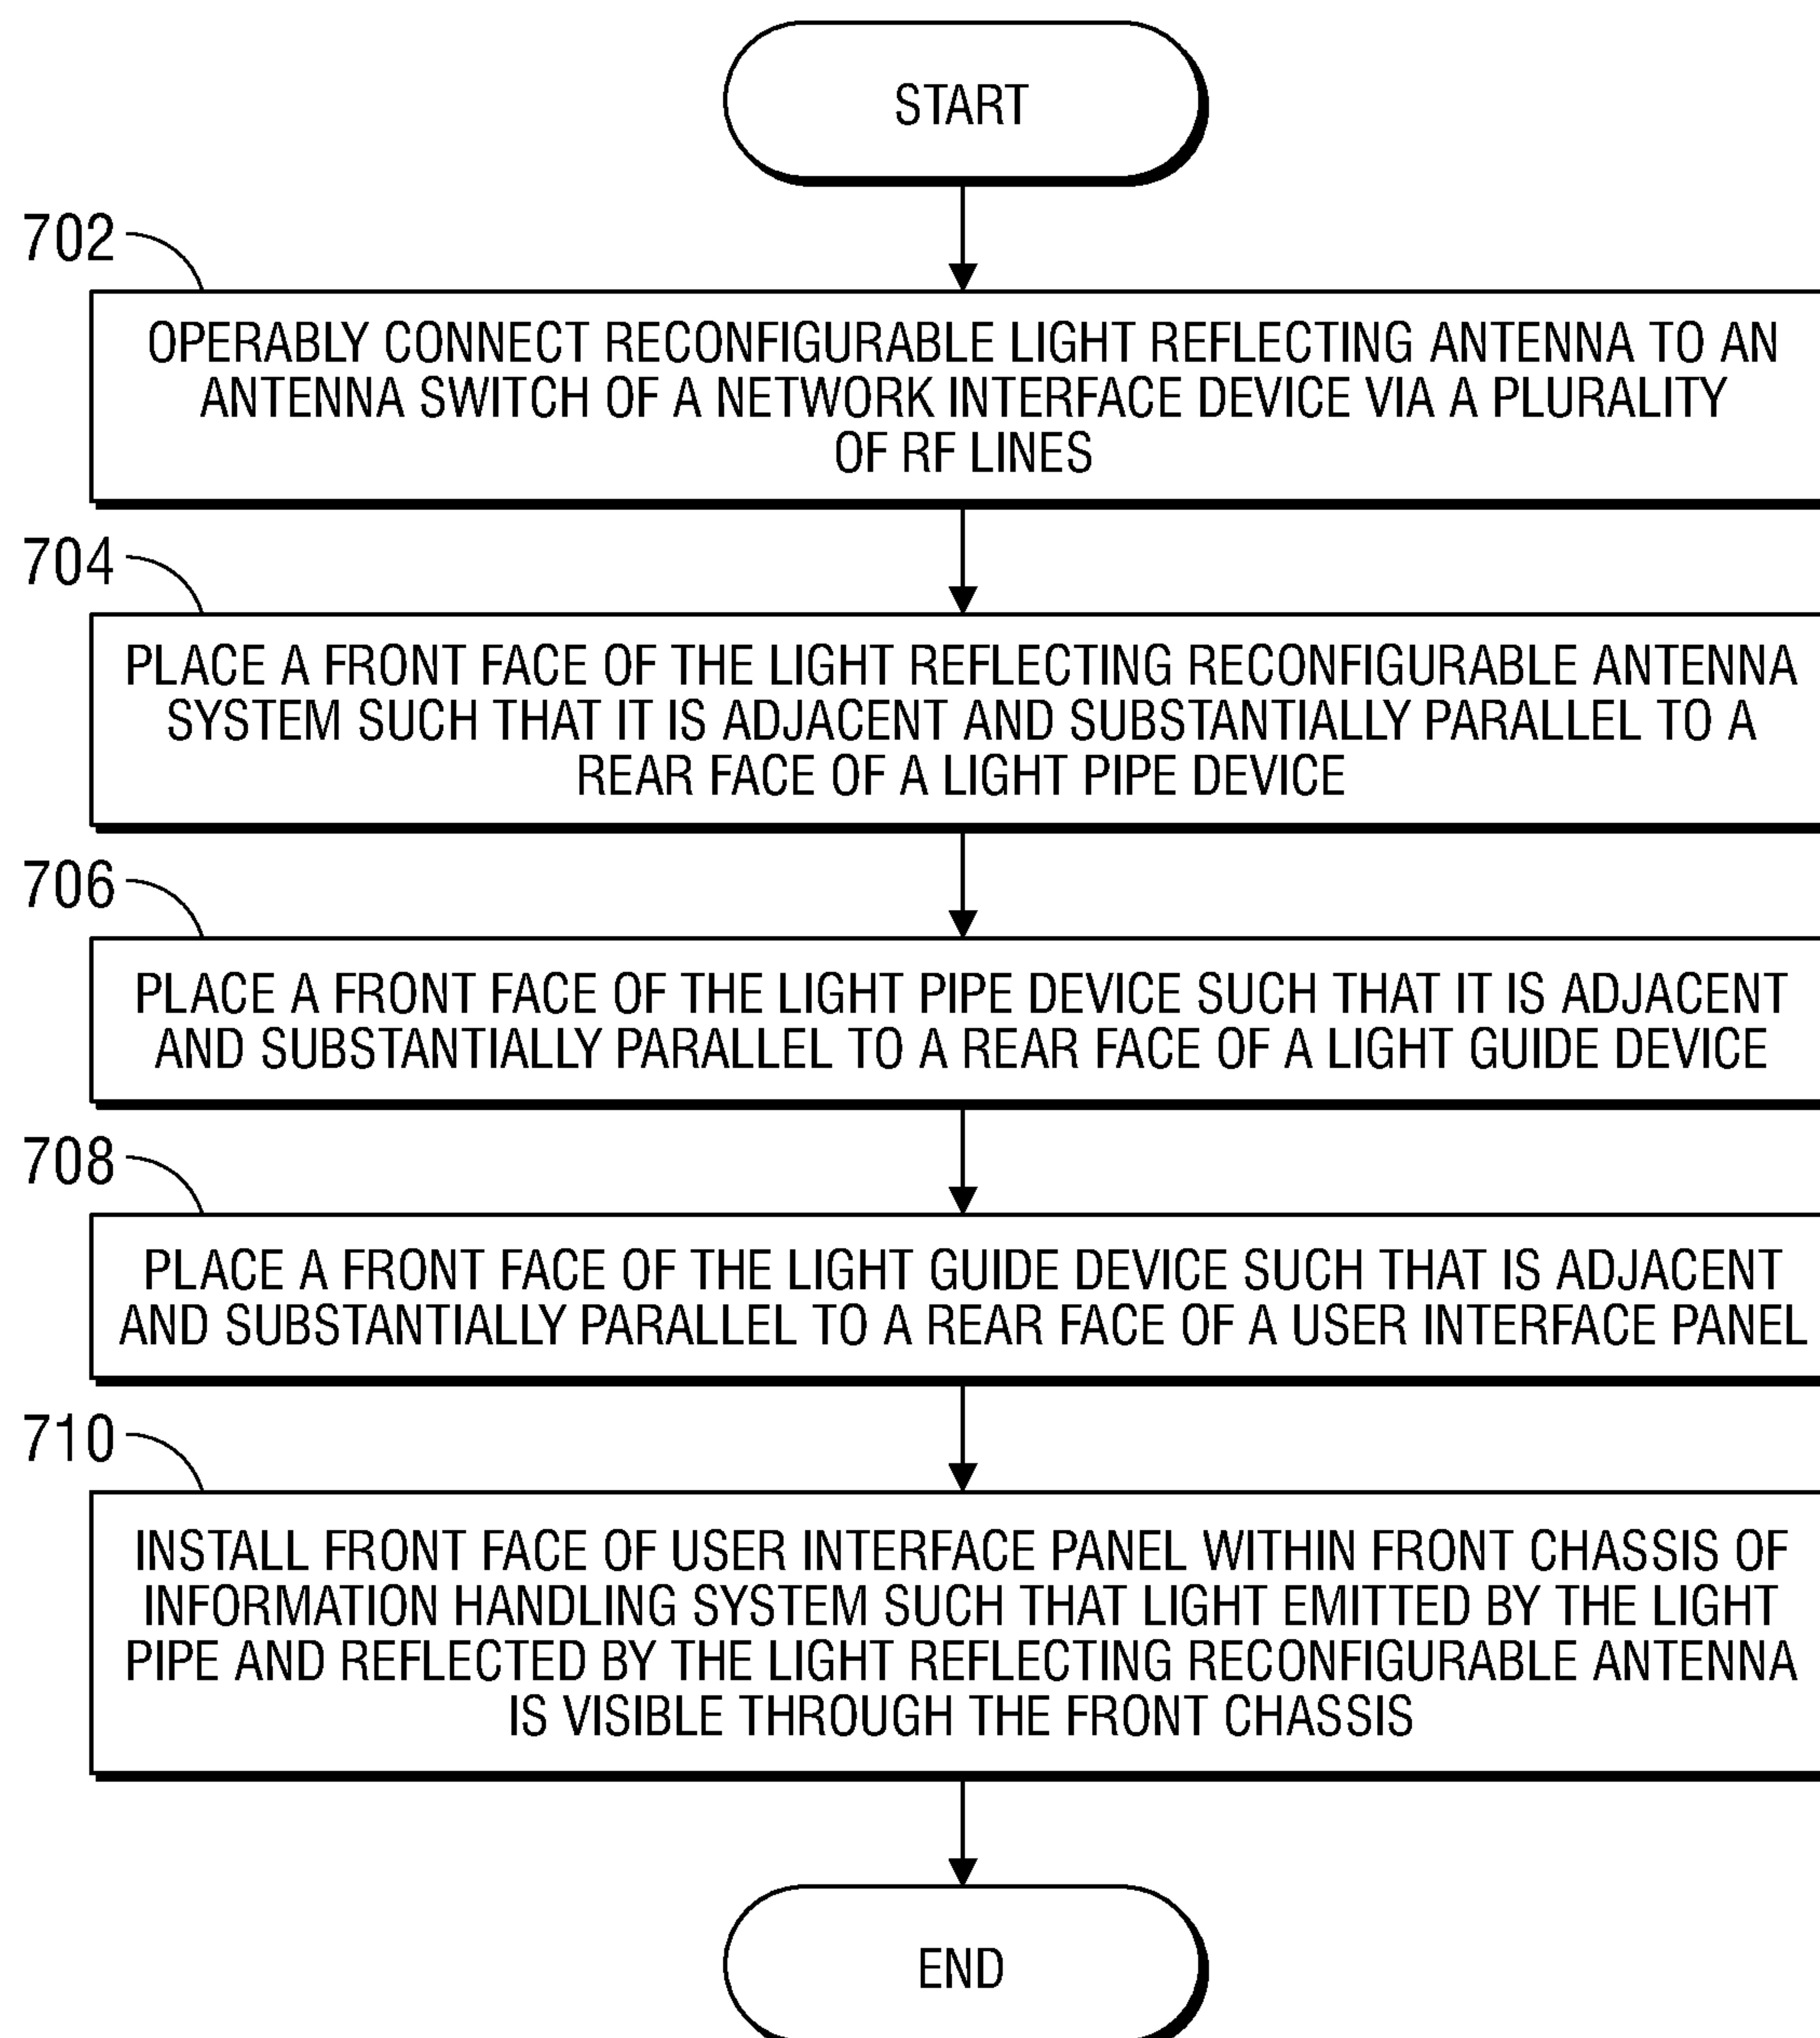 START
702
OPERABLY CONNECT RECONFIGURABLE LIGHT REFLECTING ANTENNA TO AN
ANTENNA SWITCH OF A NETWORK INTERFACE DEVICE VIA A PLURALITY
OF RF LINES
704
PLACE A FRONT FACE OF THE LIGHT REFLECTING RECONFIGURABLE ANTENNA
SYSTEM SUCH THAT IT IS ADJACENT AND SUBSTANTIALLY PARALLEL TO A
REAR FACE OF A LIGHT PIPE DEVICE
706
PLACE A FRONT FACE OF THE LIGHT PIPE DEVICE SUCH THAT IT IS ADJACENT
AND SUBSTANTIALLY PARALLEL TO A REAR FACE OF A LIGHT GUIDE DEVICE
708
PLACE A FRONT FACE OF THE LIGHT GUIDE DEVICE SUCH THAT IS ADJACENT
AND SUBSTANTIALLY PARALLEL TO A REAR FACE OF A USER INTERFACE PANEL
710
INSTALL FRONT FACE OF USER INTERFACE PANEL WITHIN FRONT CHASSIS OF
INFORMATION HANDLING SYSTEM SUCH THAT LIGHT EMITTED BY THE LIGHT
PIPE AND REFLECTED BY THE LIGHT REFLECTING RECONFIGURABLE ANTENNA
IS VISIBLE THROUGH THE FRONT CHASSIS
END